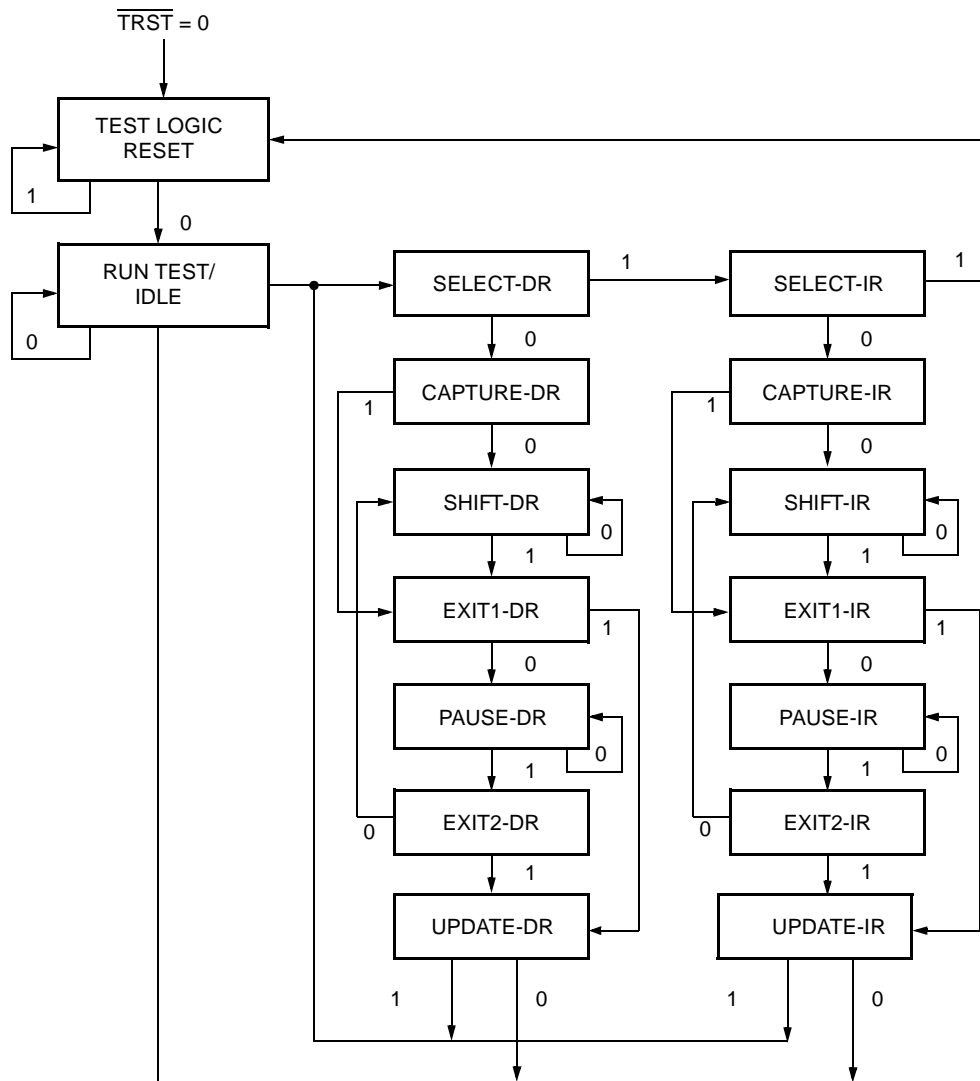 TRST = 0
TEST LOGIC
RESET
1
0
RUN TEST/
IDLE
0
SELECT-DR
1
SELECT-IR
1
0
0
CAPTURE-DR
1
CAPTURE-IR
1
0
0
SHIFT-DR
0
SHIFT-IR
0
1
1
EXIT1-DR
1
EXIT1-IR
1
0
0
PAUSE-DR
0
PAUSE-IR
0
1
1
EXIT2-DR
0
EXIT2-IR
0
1
1
UPDATE-DR
UPDATE-IR
1
0
1
0